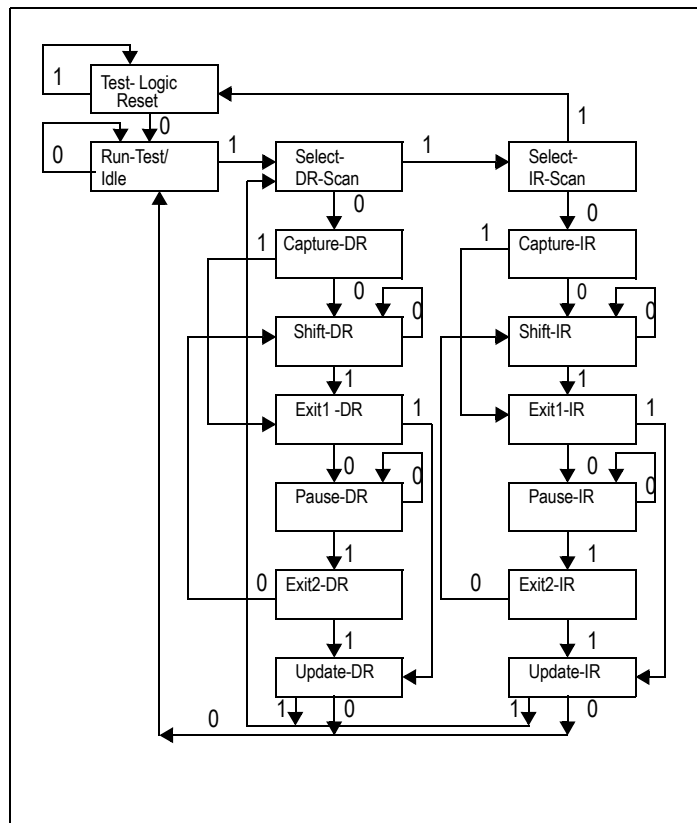 1
Test- Logic
Reset
1
0
0
Run-Test/
Idle
1
Select-
DR-Scan
1
Select-
IR-Scan
0
0
1
Capture-DR
1
Capture-IR
0
0
Shift-DR
0
Shift-IR
0
1
1
Exit1 -DR
1
Exit1-IR
1
0
0
Pause-DR
0
Pause-IR
0
1
1
0
Exit2-DR
0
Exit2-IR
1
1
Update-DR
Update-IR
1
0
1
0
0